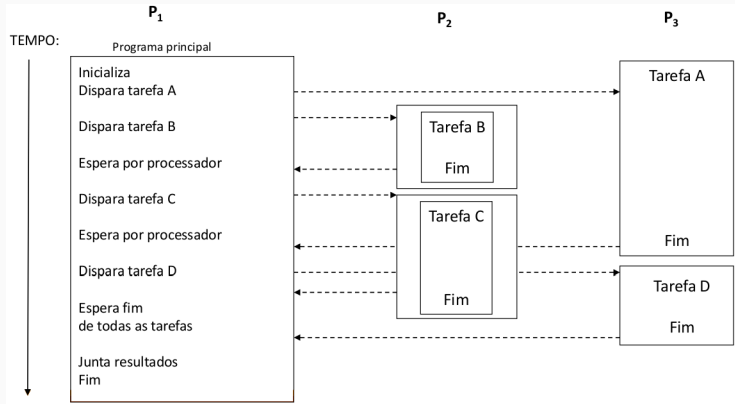 P₁
P₂
P₃
TEMPO:
Programa principal
Inicializa
Dispara tarefa A
Dispara tarefa B
Espera por processador
Dispara tarefa C
Espera por processador
Dispara tarefa D
Espera fim
de todas as tarefas
Junta resultados
Fim
Tarefa B
Fim
Tarefa C
Fim
Tarefa A
Fim
Tarefa D
Fim